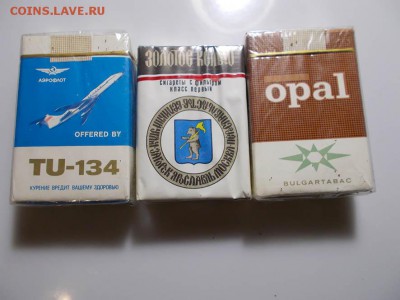 COINS.LAVE.RU
АЭРОФЛОТ
OFFERED BY
TU-134
КУРЕНИЕ ВРЕДИТ ВАШЕМУ ЗДОРОВЬЮ
ЗОЛОТОЕ КОЛЬЦО
сигареты с фильтром
класс первый
opal
BULGARTABAC